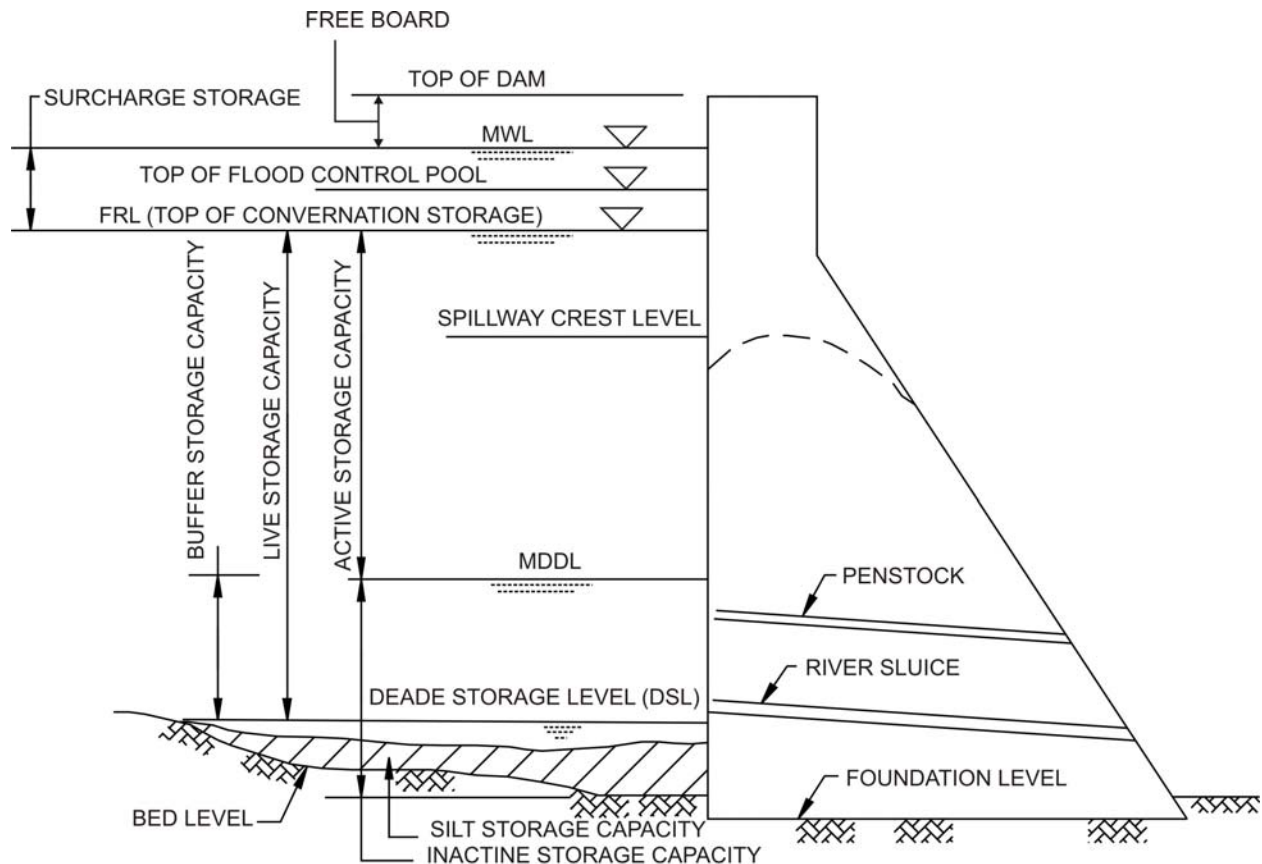 FREE BOARD
TOP OF DAM
SURCHARGE STORAGE
MWL
TOP OF FLOOD CONTROL POOL
FRL (TOP OF CONVERNATION STORAGE)
BUFFER STORAGE CAPACITY
LIVE STORAGE CAPACITY
ACTIVE STORAGE CAPACITY
SPILLWAY CREST LEVEL
MDDL
PENSTOCK
RIVER SLUICE
DEADE STORAGE LEVEL (DSL)
FOUNDATION LEVEL
BED LEVEL
SILT STORAGE CAPACITY
INACTINE STORAGE CAPACITY